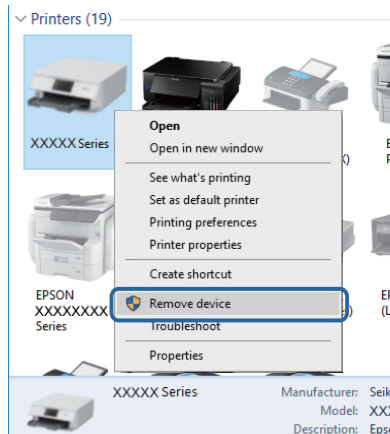 Printers (19)
XXXXX Series
Open
Open in new window
See what's printing
Set as default printer
Printing preferences
Printer properties
Create shortcut
Remove device
Troubleshoot
Properties
EPSON
XXXXXXXX
Series
XXXXX Series
Manufacturer:
Model:
Description: